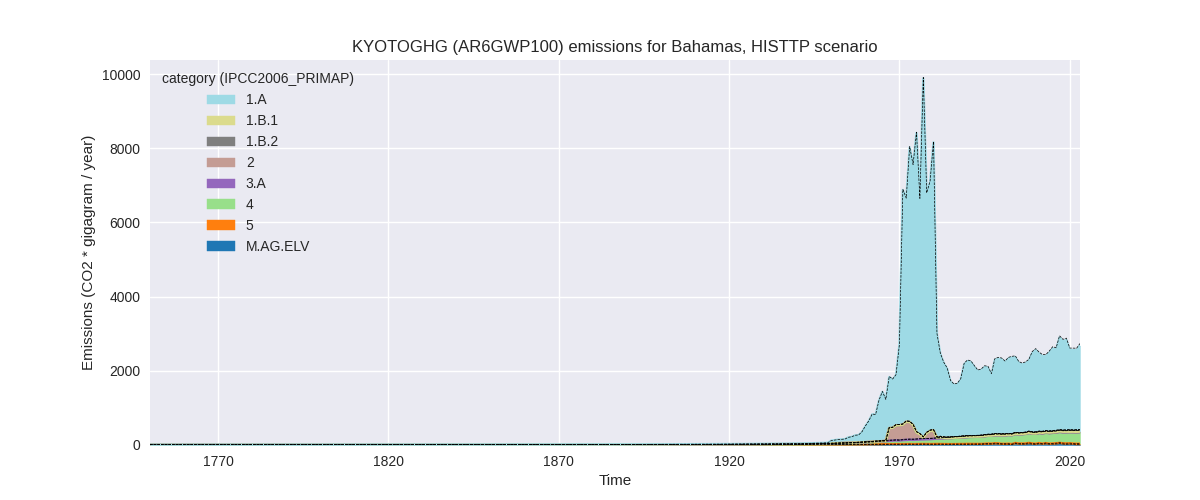 KYOTOGHG (AR6GWP100) emissions for Bahamas, HISTTP scenario
Emissions (CO2 * gigagram / year)
10000
8000
6000
4000
2000
0
category (IPCC2006_PRIMAP)
1.A
1.B.1
1.B.2
2
3.A
4
5
M.AG.ELV
1770
1820
1870
1920
1970
2020
Time